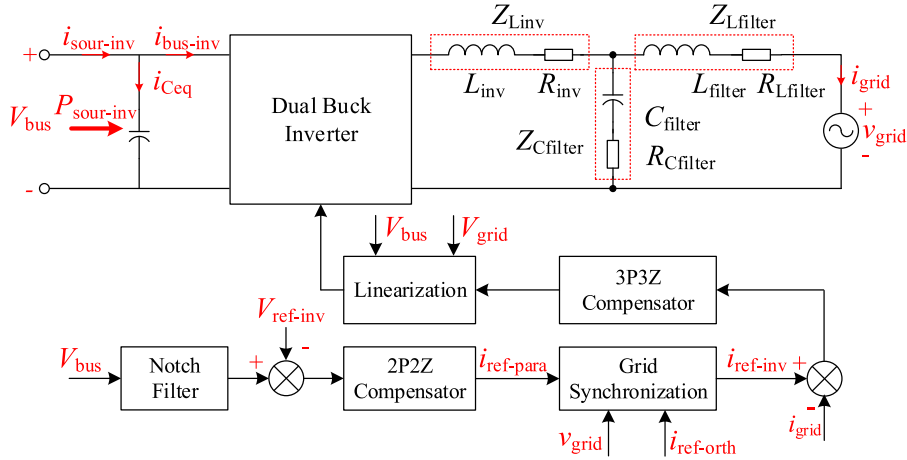 Z_Linv
Z_Lfilter
+
i_sour-inv
i_bus-inv
i_Ceq
L_inv
R_inv
L_filter
R_Lfilter
i_grid
V_bus
P_sour-inv
Dual Buck
Inverter
Z_Cfilter
C_filter
R_Cfilter
+
v_grid
-
-
V_bus
V_grid
Linearization
3P3Z
Compensator
V_ref-inv
V_bus
Notch
Filter
+
-
2P2Z
Compensator
i_ref-para
Grid
Synchronization
i_ref-inv
+
-
i_grid
v_grid
i_ref-orth